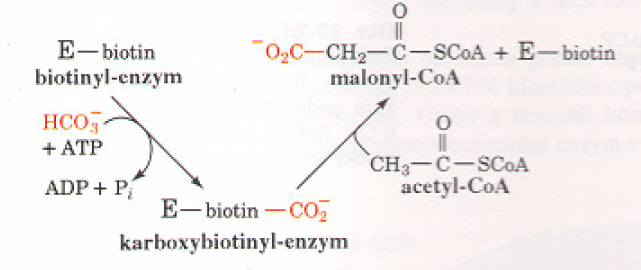 O
||
E—biotin
biotinyl-enzym
⁻O₂C—CH₂—C—SCoA + E—biotin
malonyl-CoA
HCO₃⁻
+ ATP
ADP + Pᵢ
O
||
CH₃—C—SCoA
acetyl-CoA
E—biotin—CO₂⁻
karboxybiotinyl-enzym